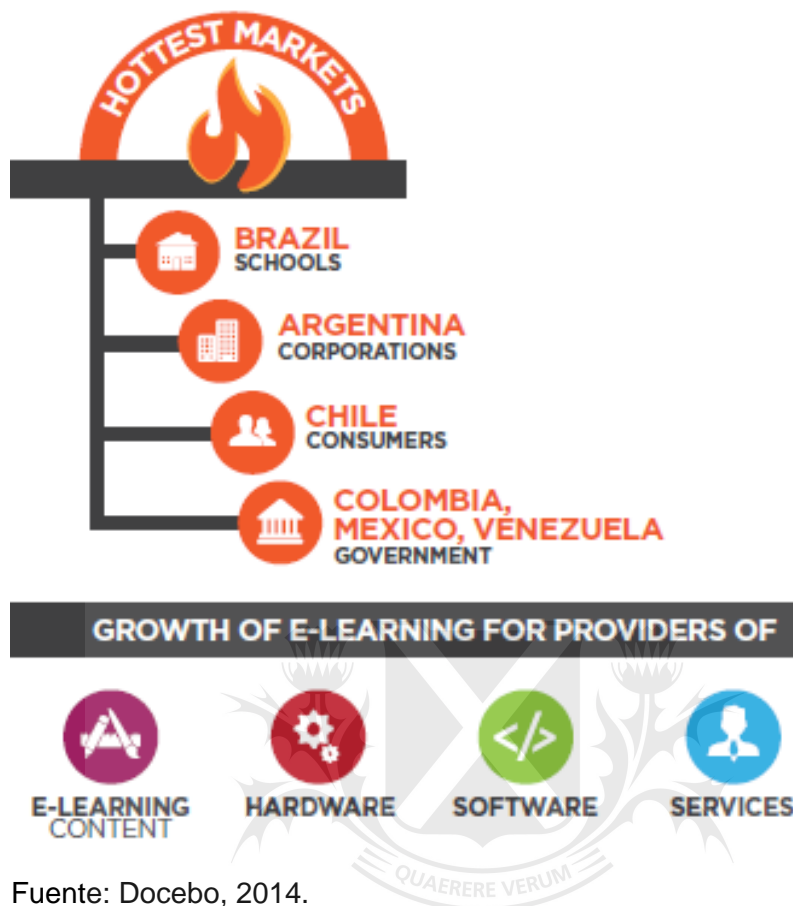 HOTTEST MARKETS
BRAZIL
SCHOOLS
ARGENTINA
CORPORATIONS
CHILE
CONSUMERS
COLOMBIA,
MEXICO, VENEZUELA
GOVERNMENT
GROWTH OF E-LEARNING FOR PROVIDERS OF
E-LEARNING
CONTENT
HARDWARE
SOFTWARE
SERVICES
QUAERERE VERUM
Fuente: Docebo, 2014.